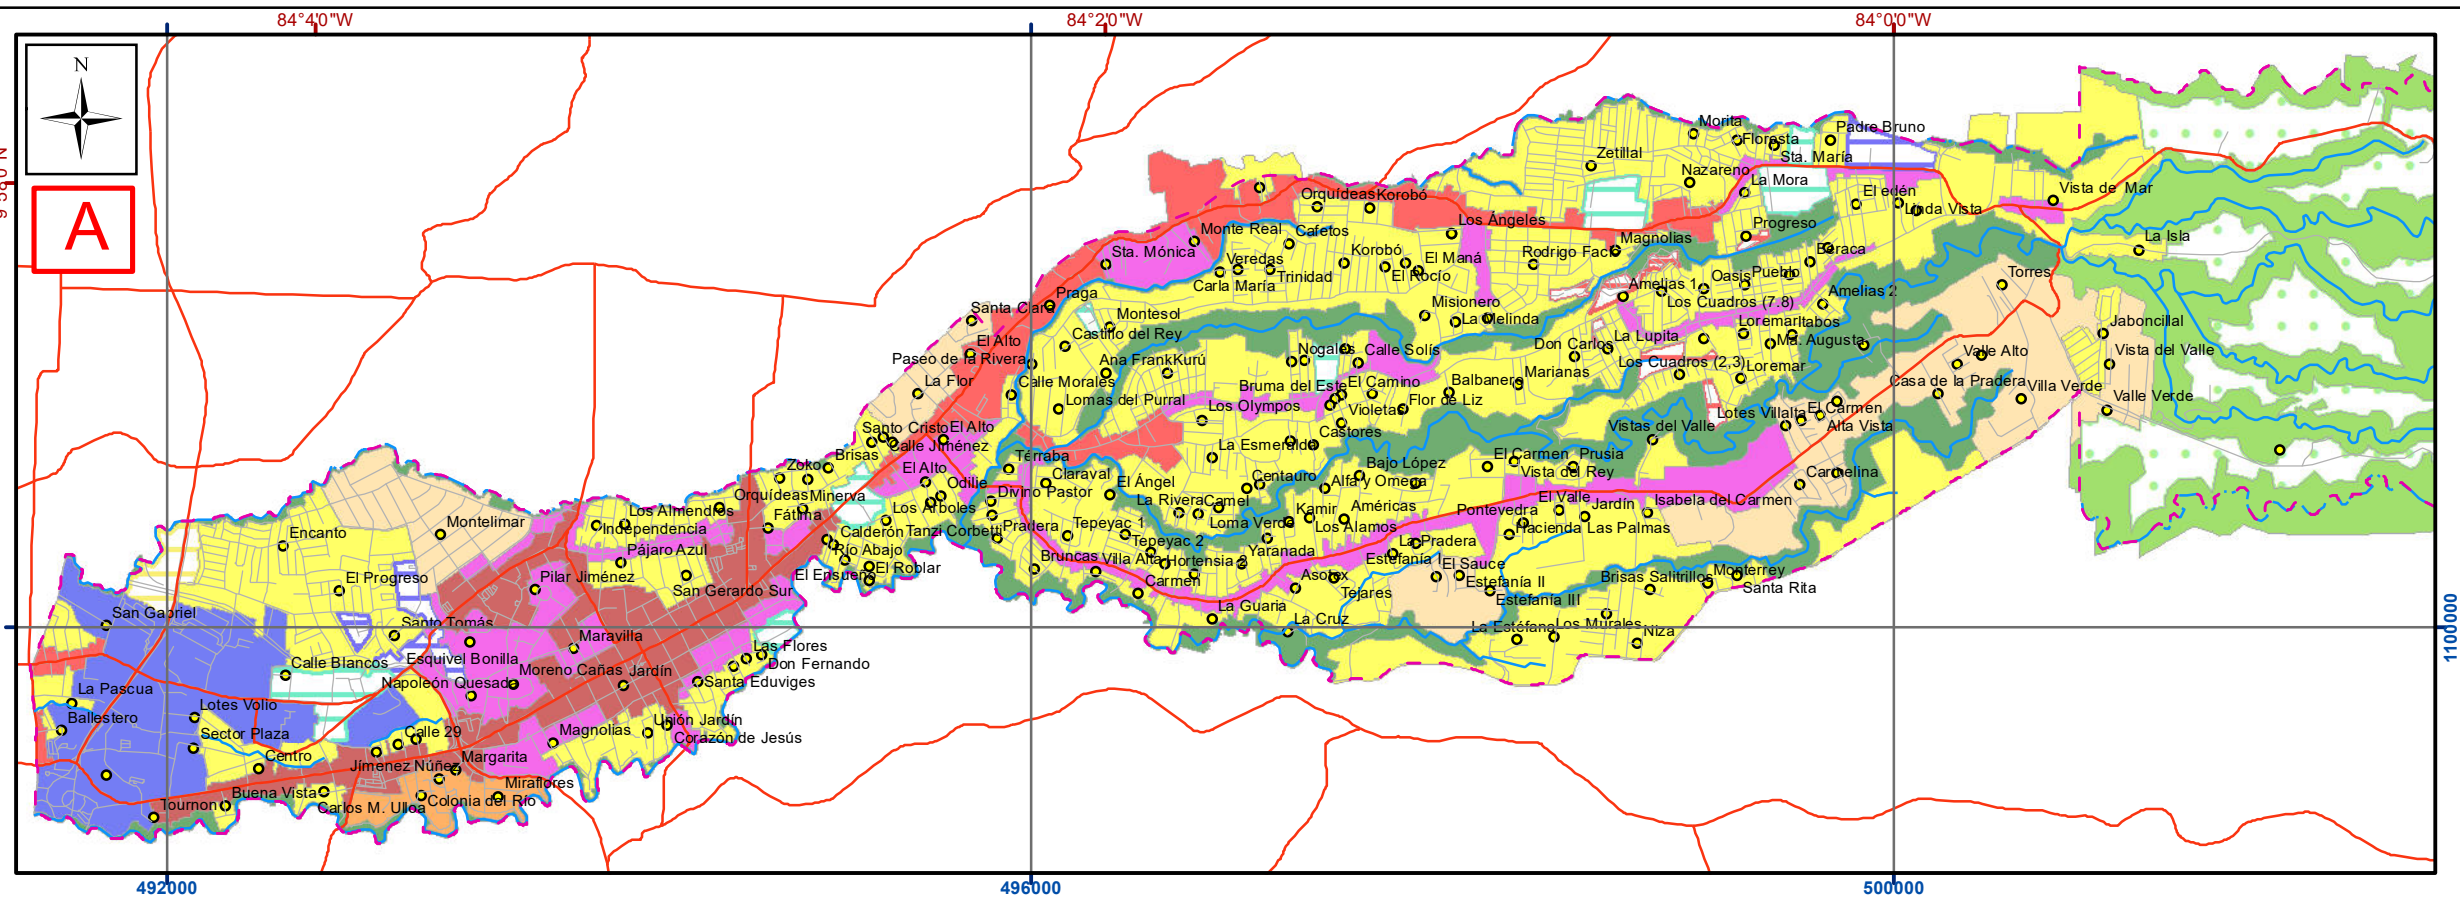 84°4'0"W
84°2'0"W
84°0'0"W
N
A
Morita
Padre Bruno
Floresta
Sta. María
Zetillal
Nazareno
La Mora
Vista de Mar
El edén
Linda Vista
Orquídeas
Korobó
Los Ángeles
Progreso
Monte Real
Cafetos
Magnolias
La Isla
Sta. Mónica
Korobó
El Maná
Rodrigo Facio
Beraca
Veredas
Trinidad
El Rocío
Oasis
Pueblo
Torres
Carla María
Amelias 1
Amelias 2
Praga
Misionero
Los Cuadros (7.8)
Santa Clara
Montesol
La Melinda
Loremar
Itabos
Jaboncillal
Castillo del Rey
La Lupita
El Alto
Don Carlos
Ma. Augusta
Nogales
Calle Solís
Valle Alto
Vista del Valle
Paseo de la Rivera
Ana Frank
Kurú
Los Cuadros (2,3)
Loremar
Marianas
La Flor
Calle Morales
Bruma del Este
El Camino
Balbanero
Casa de la Pradera
Villa Verde
Valle Verde
Lomas del Purral
Los Olympos
Violetas
Flor de Liz
Lotes Villalta
El Carmen
Alta Vista
Santo Cristo
El Alto
Castores
Vistas del Valle
Calle Jiménez
La Esmeralda
Brisas
Térraba
El Carmen
Prusia
Zoko
El Alto
Claraval
Bajo López
Vista del Rey
Carmelina
Centauro
Odilie
El Ángel
Alfa y Omega
Orquídeas
Minerva
Divino Pastor
La Rivera
Camel
El Valle
Isabela del Carmen
Los Almendros
Fátima
Los Árboles
Kamir
Américas
Pontevedra
Jardín
Encanto
Montelimar
Independencia
Calderón
Tanzi Corbetti
Pradera
Tepeyac 1
Loma Verde
Los Álamos
Hacienda Las Palmas
Pájaro Azul
Río Abajo
Tepeyac 2
Yaranada
La Pradera
Bruncas
Villa Alta
Hortensia 2
Estefanía I
El Sauce
El Progreso
Pilar Jiménez
El Ensueño
El Roblar
Carmen
Asotex
Estefanía II
Brisas Salitrillos
Monterrey
San Gerardo Sur
Tejares
Santa Rita
Estefanía III
San Gabriel
La Guaria
Santo Tomás
La Cruz
Los Murales
Niza
Maravilla
Las Flores
Esquivel Bonilla
Don Fernando
Calle Blancos
Moreno Cañas
Jardín
Napoleón Quesada
Santa Eduviges
La Pascua
Lotes Volio
Ballestero
Unión Jardín
Calle 29
Magnolias
Corazón de Jesús
Sector Plaza
Centro
Margarita
Jímenez Núñez
Miraflores
Buena Vista
Tournon
Carlos M. Ulloa
Colonia del Río
1100000
492000
496000
500000